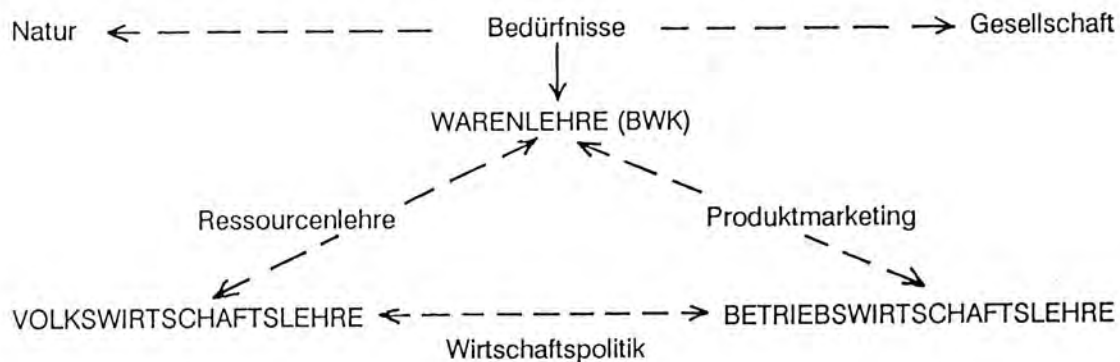 Natur Bedürfnisse Gesellschaft
WARENLEHRE (BWK)
Ressourcenlehre Produktmarketing
VOLKSWIRTSCHAFTSLEHRE BETRIEBSWIRTSCHAFTSLEHRE
Wirtschaftspolitik